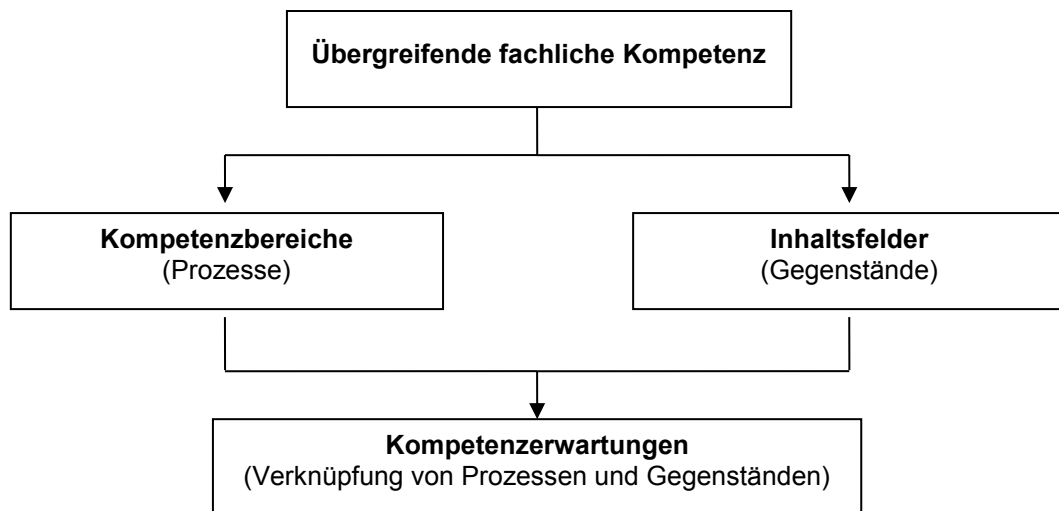 Übergreifende fachliche Kompetenz
Kompetenzbereiche
(Prozesse)
Inhaltsfelder
(Gegenstände)
Kompetenzerwartungen
(Verknüpfung von Prozessen und Gegenständen)